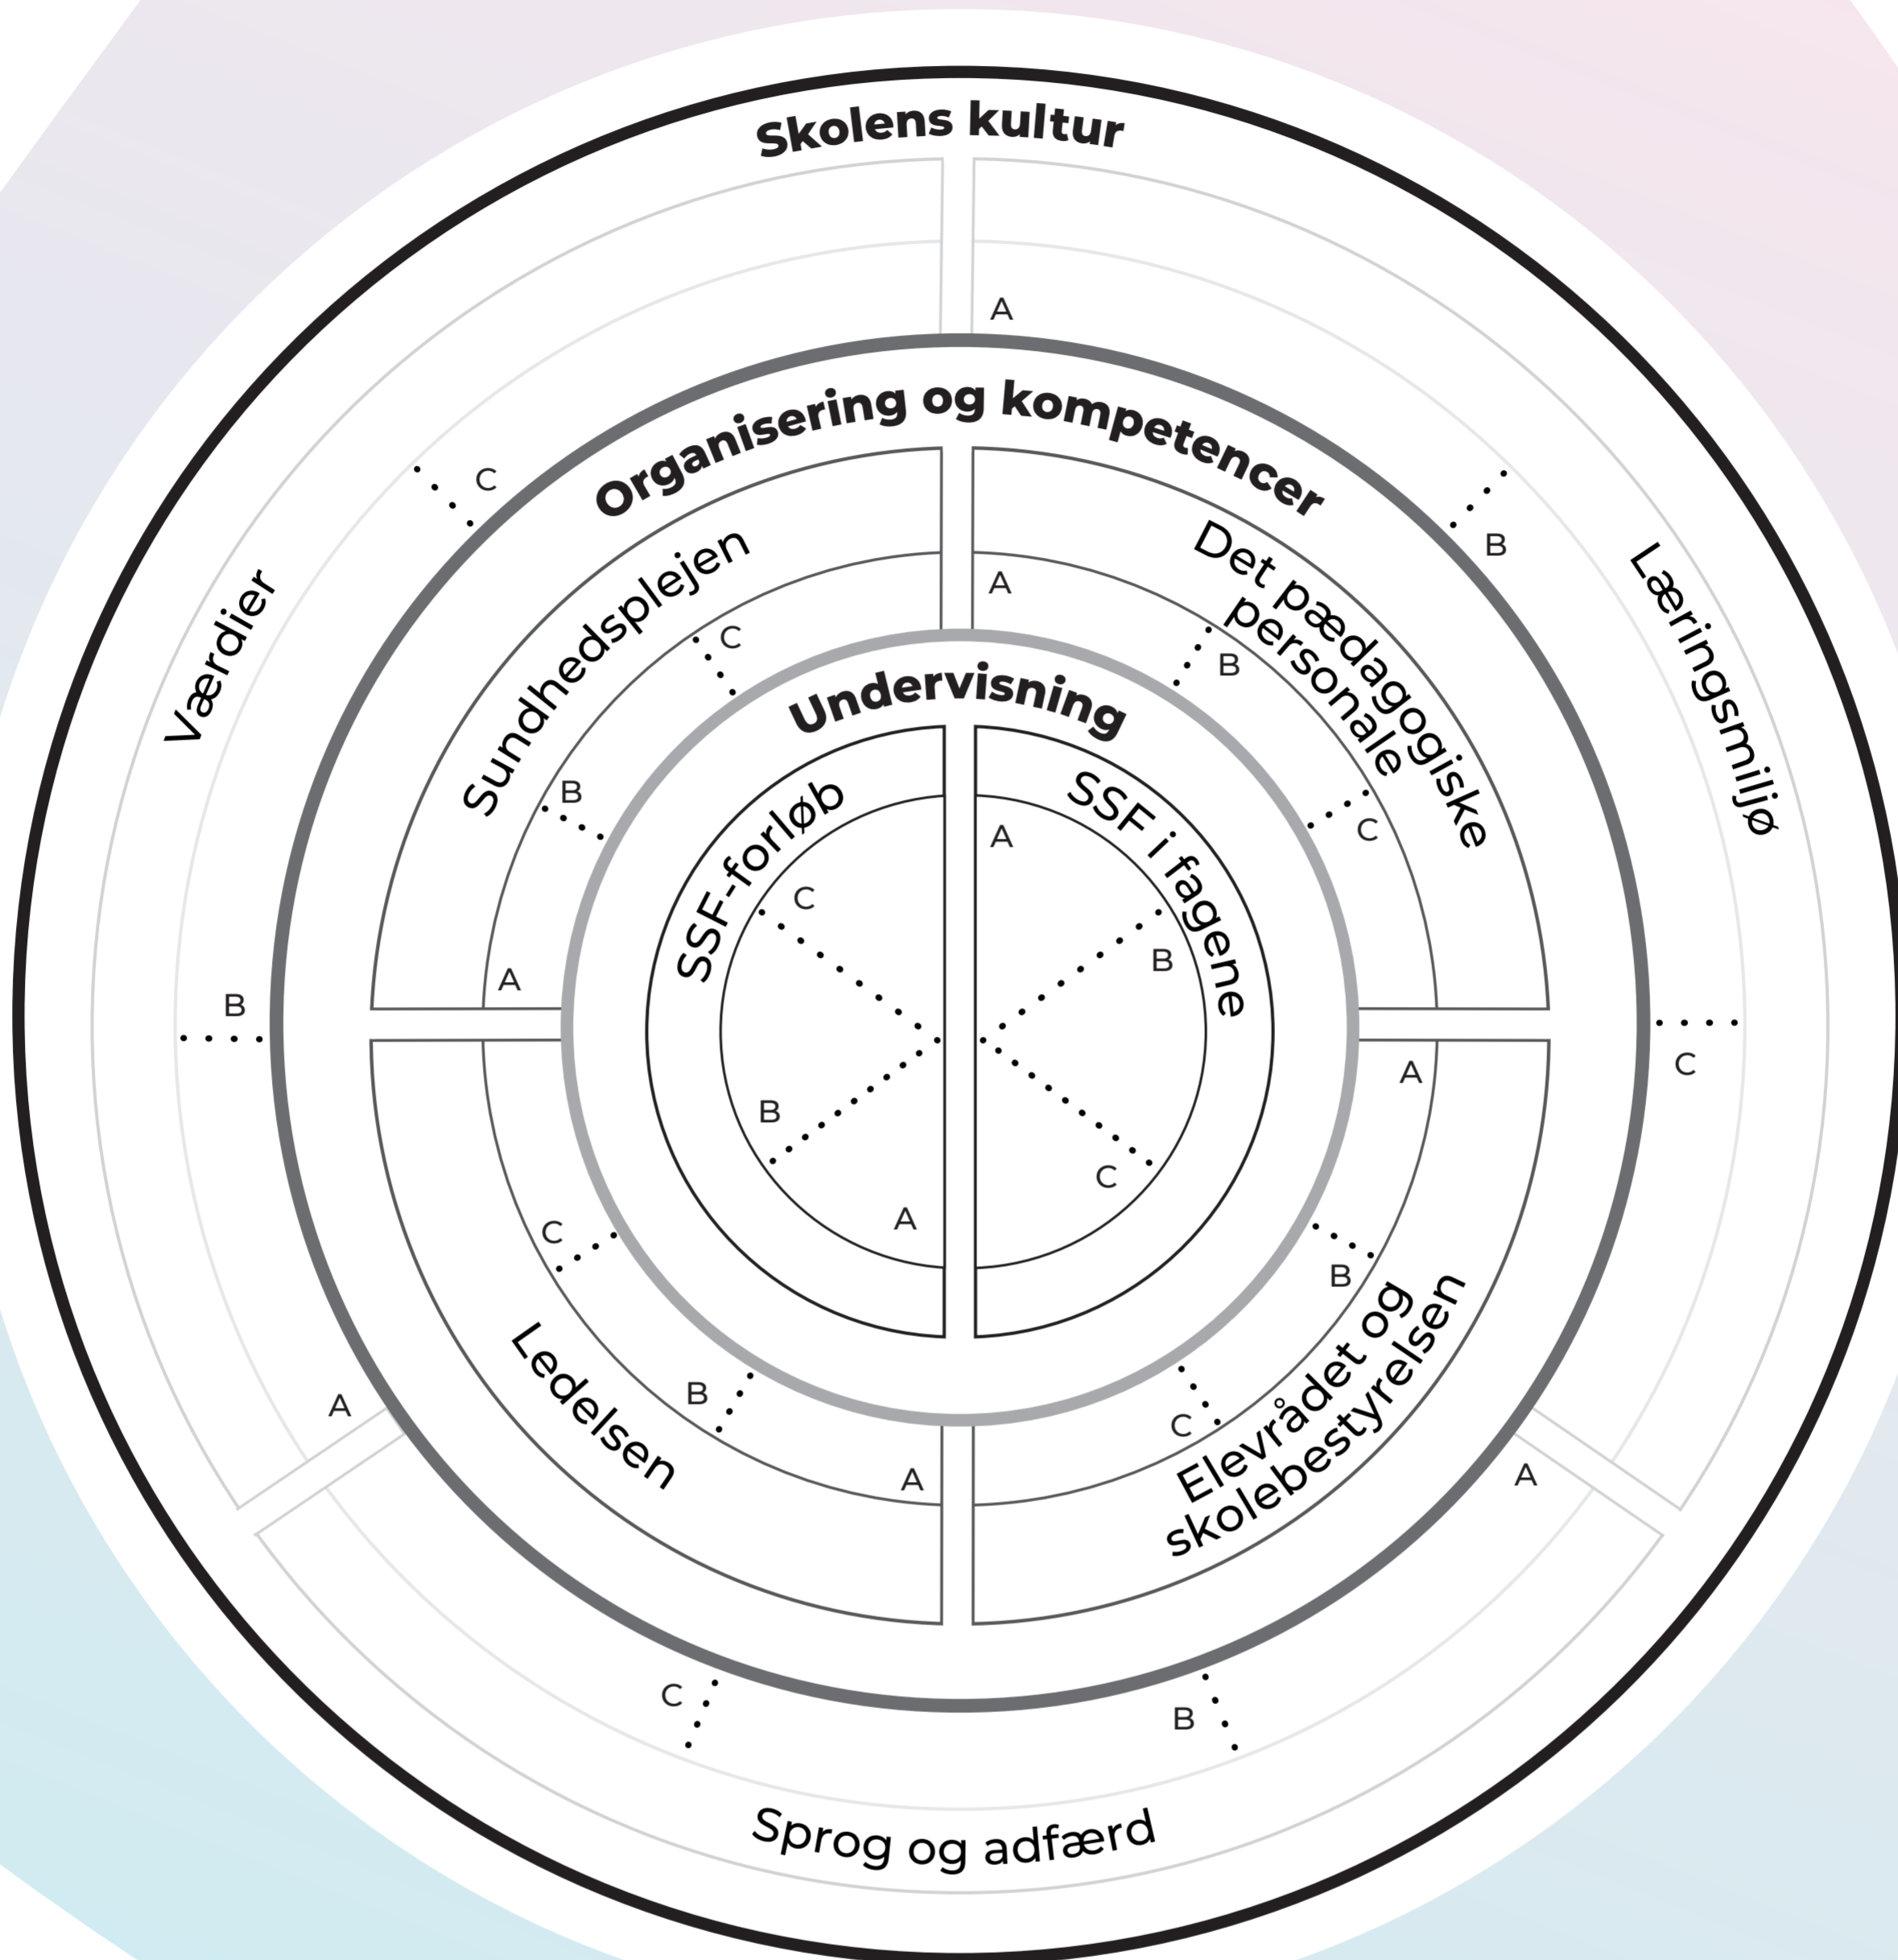 Skolens kultur
A
B
Læringsmiljø
C
A
B
Sprog og adfærd
C
A
B
Værdier
C
Organisering og kompetencer
A
Det pædagogiske
personale
B
C
A
B
Elevrådet og
skolebestyrelsen
C
A
B
Ledelsen
C
A
B
Sundhedsplejen
C
Undervisning
A
SSF i fagene
B
C
A
B
SSF-forløb
C